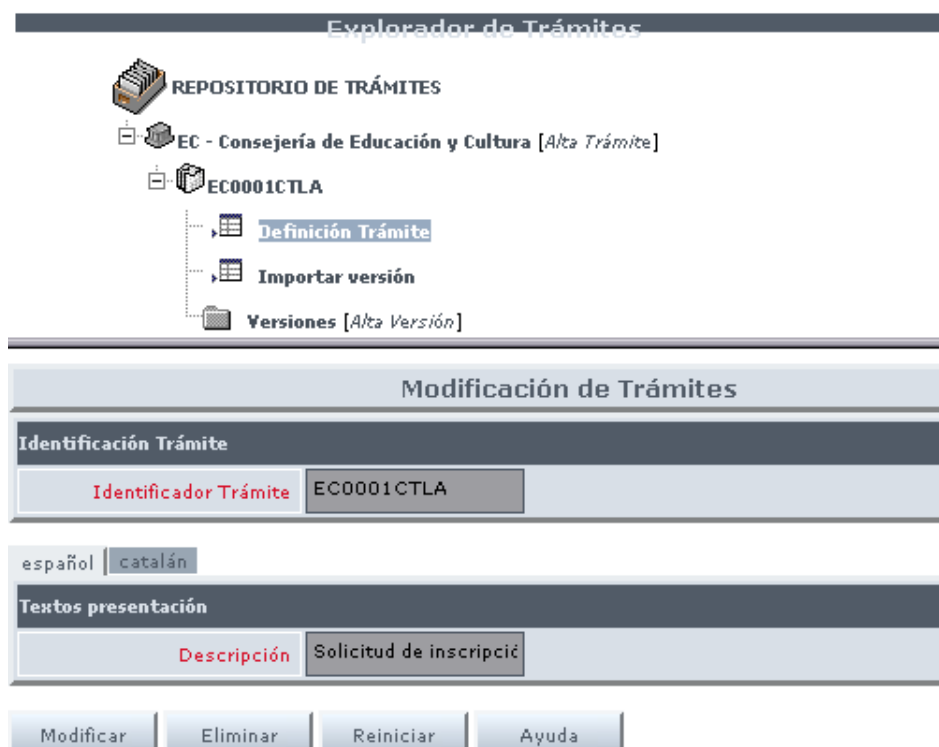 Explorador de Trámites
REPOSITORIO DE TRÁMITES
EC - Consejería de Educación y Cultura [Alta Trámite]
EC0001CTLA
Definición Trámite
Importar versión
Versiones [Alta Versión]
Modificación de Trámites
Identificación Trámite
Identificador Trámite EC0001CTLA
español catalán
Textos presentación
Descripción Solicitud de inscripció
Modificar Eliminar Reiniciar Ayuda